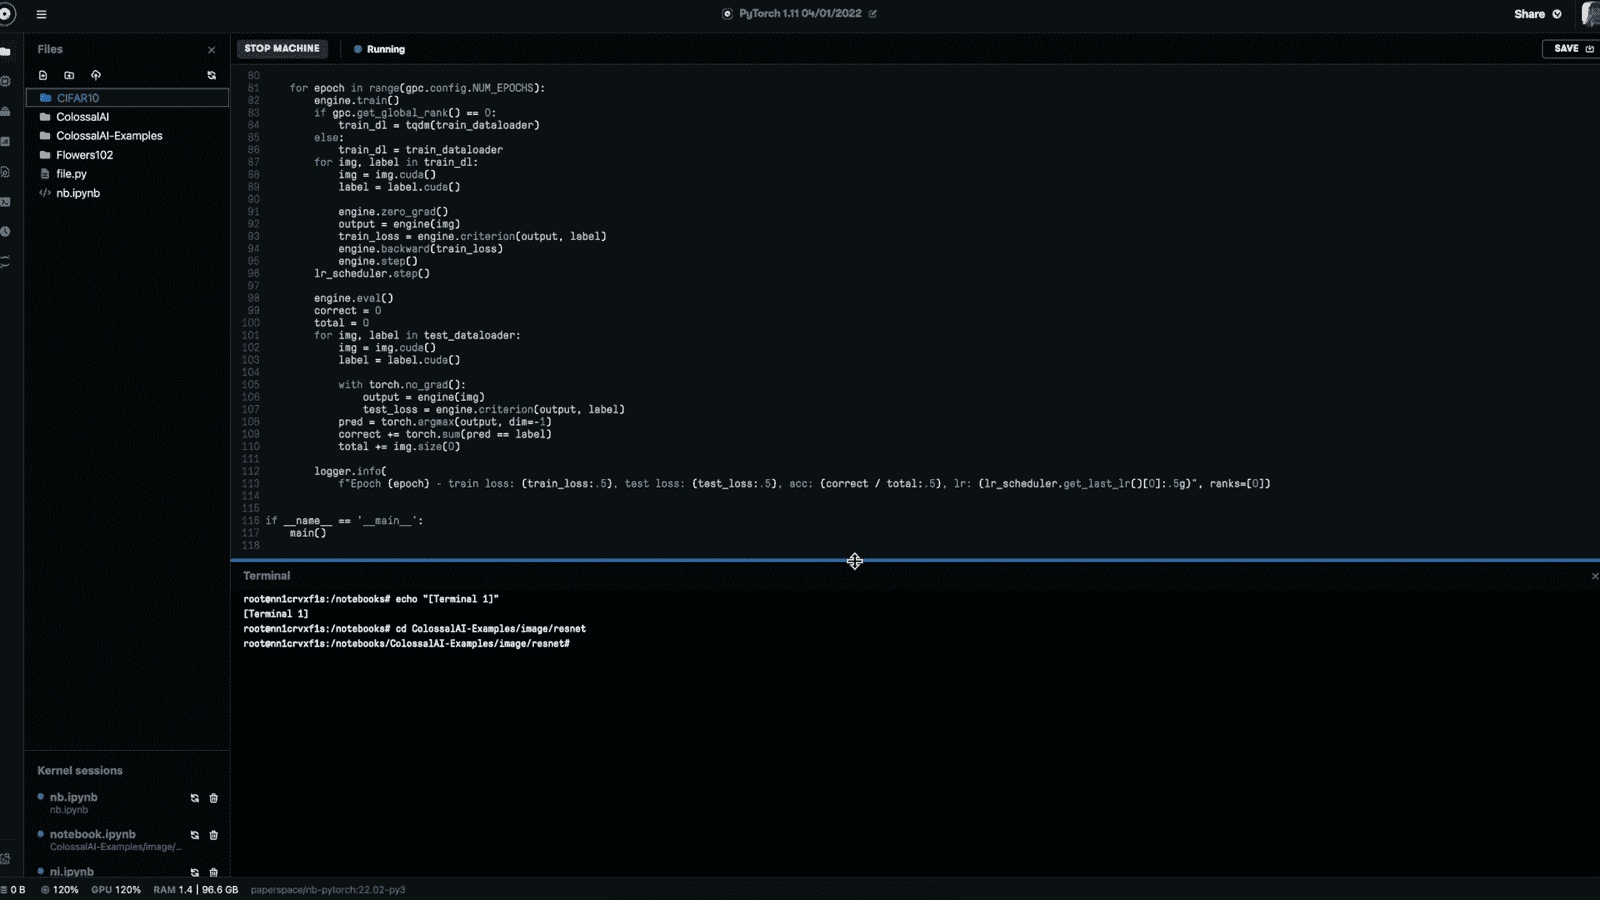 PyTorch 1.11 04/01/2022
Share
Files
STOP MACHINE
Running
SAVE
CIFAR10
ColossalAI
ColossalAI-Examples
Flowers102
file.py
nb.ipynb
80
81 for epoch in range(gpc.config.NUM_EPOCHS):
82 engine.train()
83 if gpc.get_global_rank() == 0:
84 train_dl = tqdm(train_dataloader)
85 else:
86 train_dl = train_dataloader
87 for img, label in train_dl:
88 img = img.cuda()
89 label = label.cuda()
90
91 engine.zero_grad()
92 output = engine(img)
93 train_loss = engine.criterion(output, label)
94 engine.backward(train_loss)
95 engine.step()
96 lr_scheduler.step()
97
98 engine.eval()
99 correct = 0
100 total = 0
101 for img, label in test_dataloader:
102 img = img.cuda()
103 label = label.cuda()
104
105 with torch.no_grad():
106 output = engine(img)
107 test_loss = engine.criterion(output, label)
108 pred = torch.argmax(output, dim=-1)
109 correct += torch.sum(pred == label)
110 total += img.size(0)
111
112 logger.info(
113 f"Epoch {epoch} - train loss: {train_loss:.5}, test loss: {test_loss:.5}, acc: {correct / total:.5}, lr: {lr_scheduler.get_last_lr()[0]:.5g}", ranks=[0])
114
115
116 if __name__ == '__main__':
117 main()
118
Terminal
root@nn1crvxf1s:/notebooks# echo "[Terminal 1]"
[Terminal 1]
root@nn1crvxf1s:/notebooks# cd ColossalAI-Examples/image/resnet
root@nn1crvxf1s:/notebooks/ColossalAI-Examples/image/resnet#
Kernel sessions
nb.ipynb
nb.ipynb
notebook.ipynb
ColossalAI-Examples/image/...
ni.ipynb
0 B 120% GPU 120% RAM 1.4 | 96.6 GB paperspace/nb-pytorch:22.02-py3